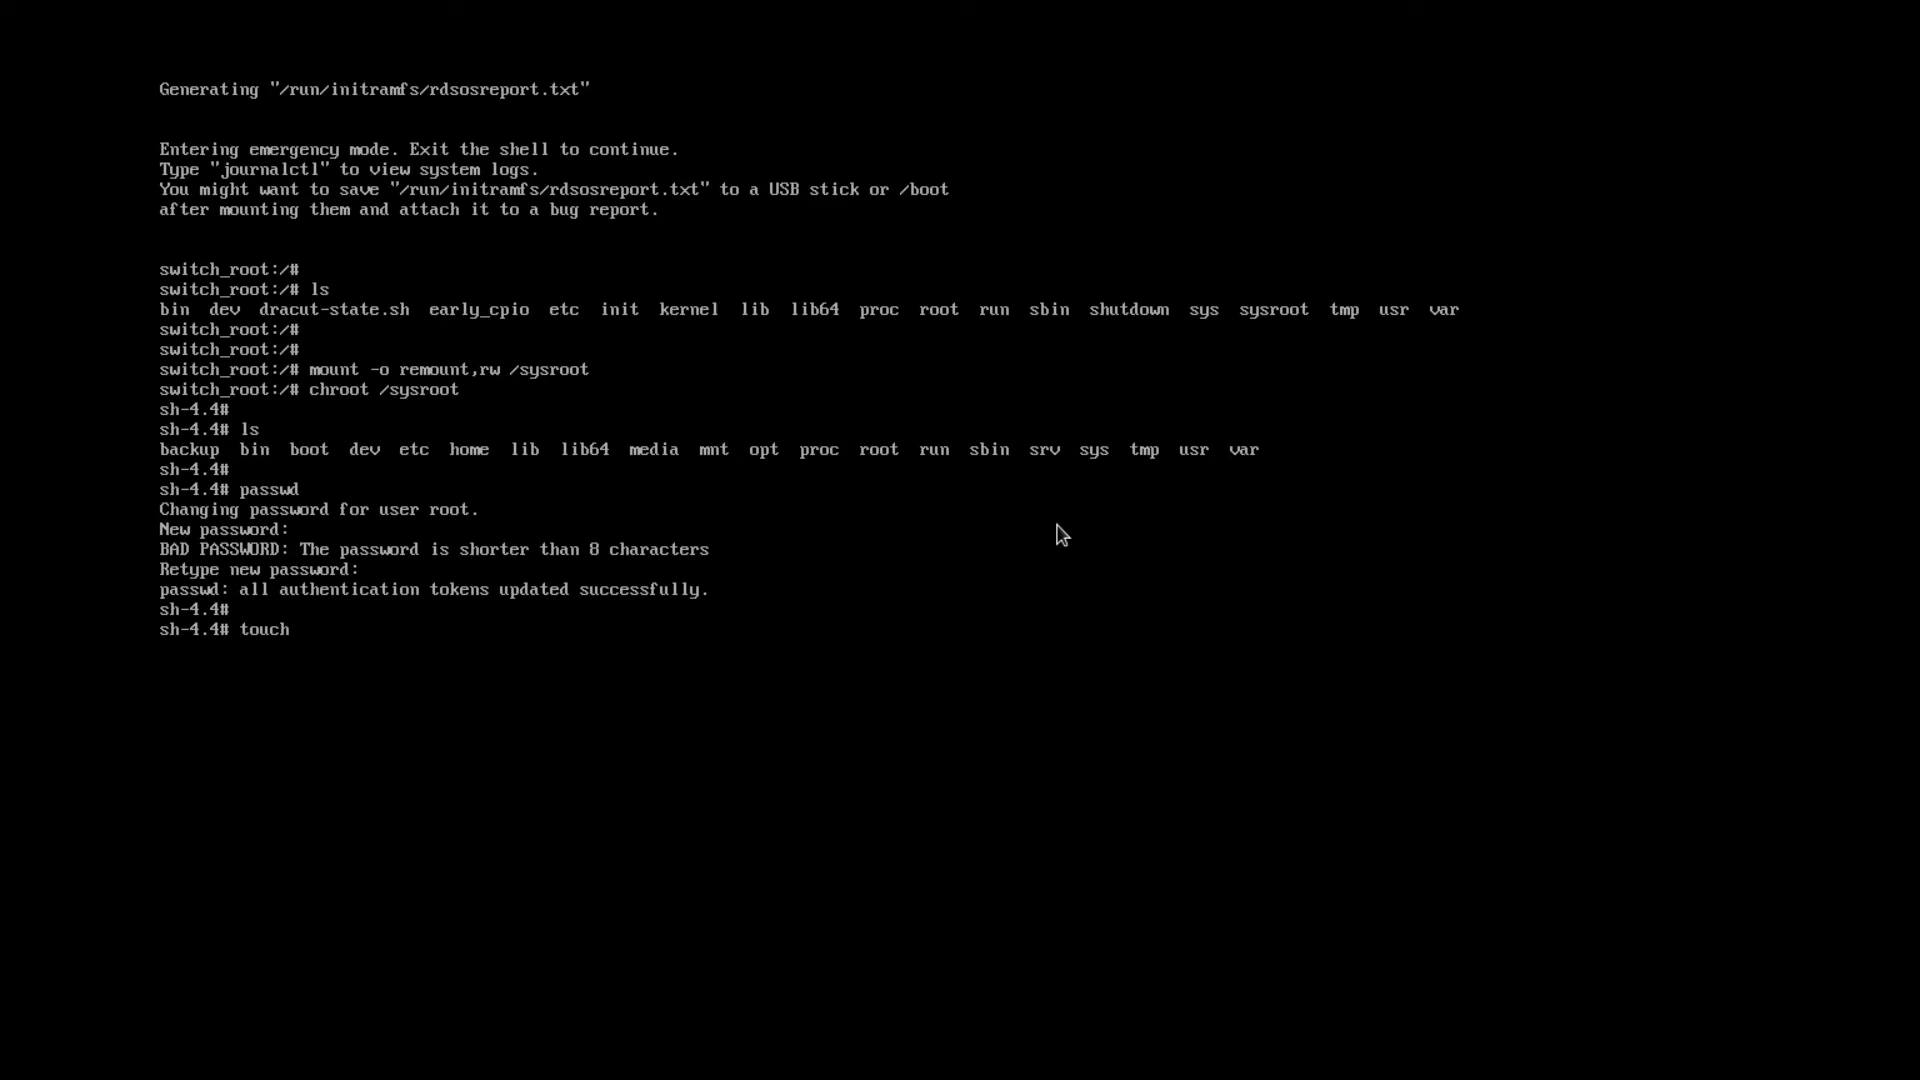 Generating "/run/initramfs/rdsosreport.txt"
Entering emergency mode. Exit the shell to continue.
Type "journalctl" to view system logs.
You might want to save "/run/initramfs/rdsosreport.txt" to a USB stick or /boot
after mounting them and attach it to a bug report.
switch_root:/#
switch_root:/# ls
bin  dev  dracut-state.sh  early_cpio  etc  init  kernel  lib  lib64  proc  root  run  sbin  shutdown  sys  sysroot  tmp  usr  var
switch_root:/#
switch_root:/#
switch_root:/# mount -o remount,rw /sysroot
switch_root:/# chroot /sysroot
sh-4.4#
sh-4.4# ls
backup  bin  boot  dev  etc  home  lib  lib64  media  mnt  opt  proc  root  run  sbin  srv  sys  tmp  usr  var
sh-4.4#
sh-4.4# passwd
Changing password for user root.
New password:
BAD PASSWORD: The password is shorter than 8 characters
Retype new password:
passwd: all authentication tokens updated successfully.
sh-4.4#
sh-4.4# touch